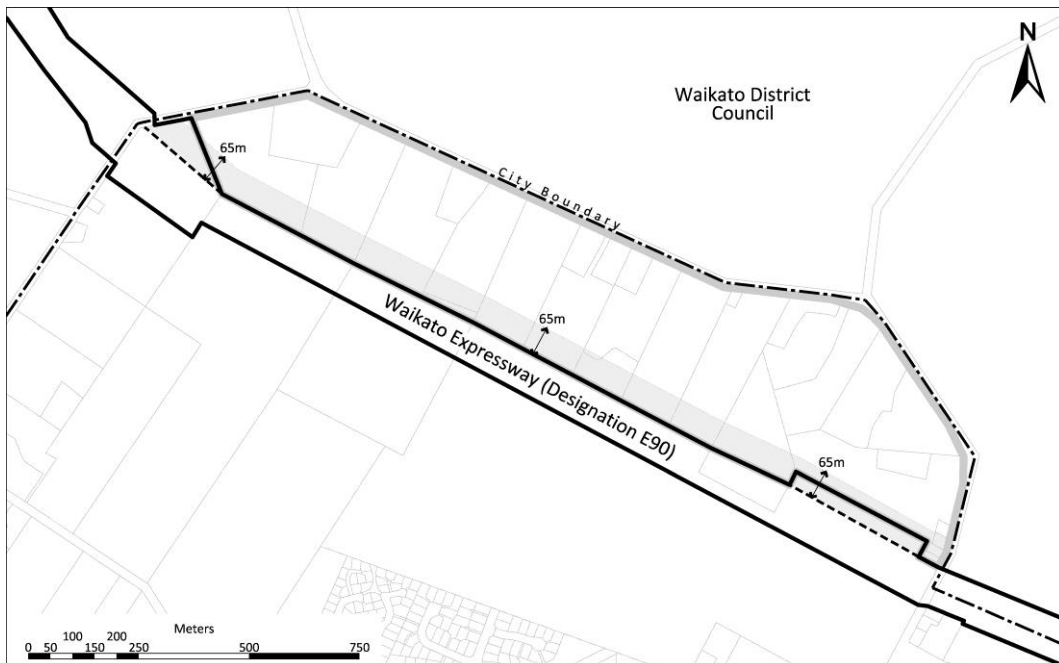 N
Waikato District
Council
65m
City Boundary
65m
Waikato Expressway (Designation E90)
65m
Meters
0 50 100 150 200 250 500 750